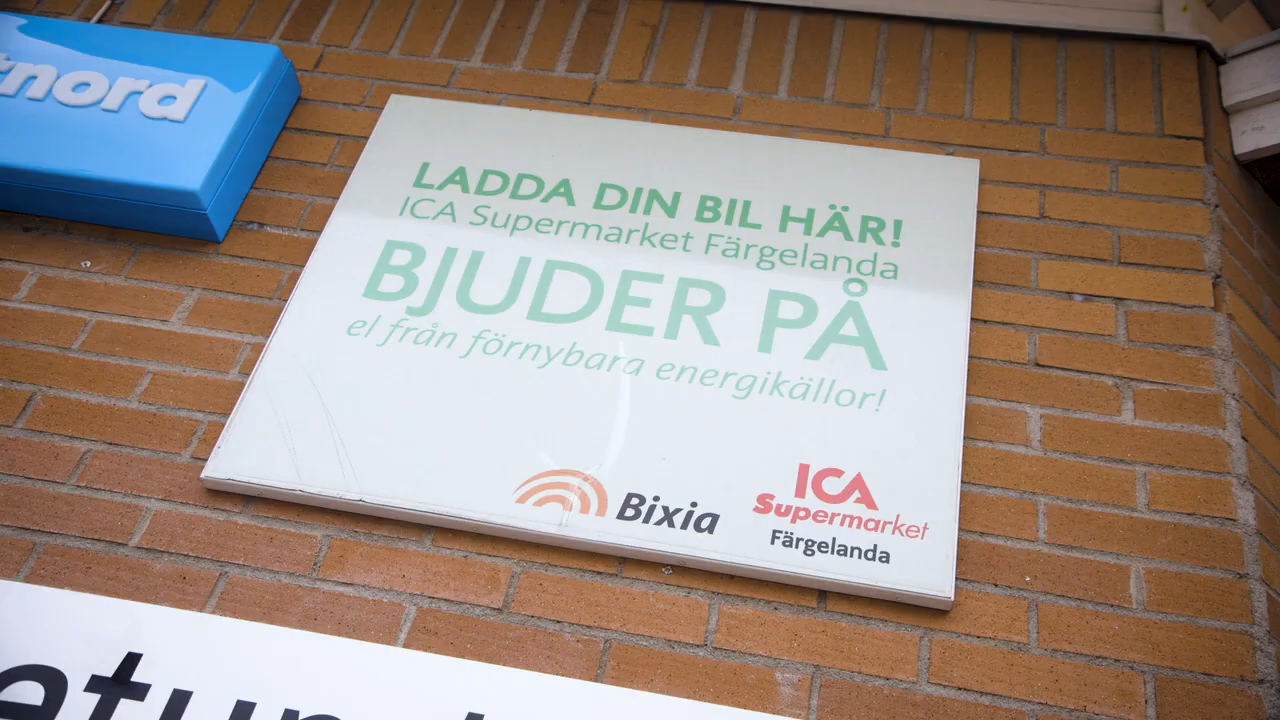 tnord
LADDA DIN BIL HÄR!
ICA Supermarket Färgelanda
BJUDER PÅ
el från förnybara energikällor!
Bixia
ICA
Supermarket
Färgelanda